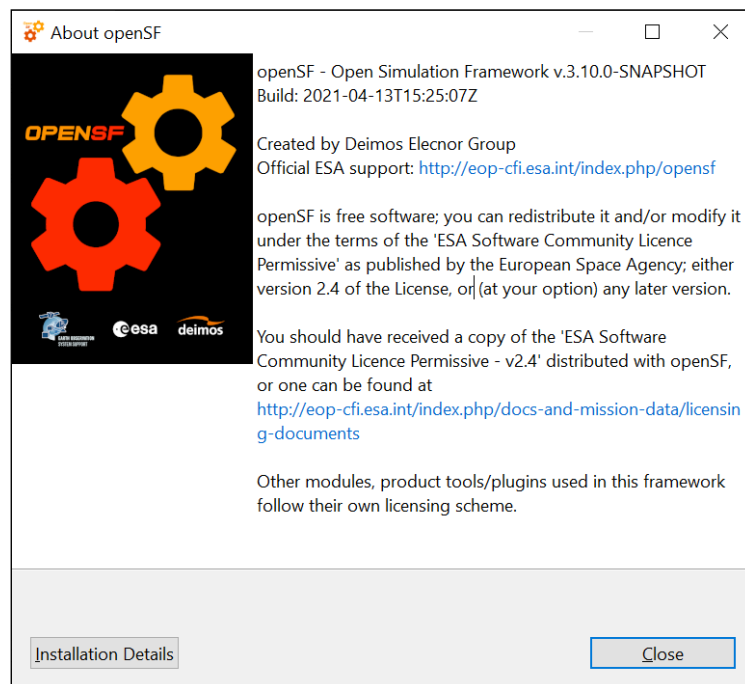 About openSF
OPENSF
openSF - Open Simulation Framework v.3.10.0-SNAPSHOT
Build: 2021-04-13T15:25:07Z
Created by Deimos Elecnor Group
Official ESA support: http://eop-cfi.esa.int/index.php/opensf
openSF is free software; you can redistribute it and/or modify it
under the terms of the 'ESA Software Community Licence
Permissive' as published by the European Space Agency; either
version 2.4 of the License, or (at your option) any later version.
You should have received a copy of the 'ESA Software
Community Licence Permissive - v2.4' distributed with openSF,
or one can be found at
http://eop-cfi.esa.int/index.php/docs-and-mission-data/licensin
g-documents
Other modules, product tools/plugins used in this framework
follow their own licensing scheme.
EARTH OBSERVATION
SYSTEM SUPPORT
esa
deimos
Installation Details
Close